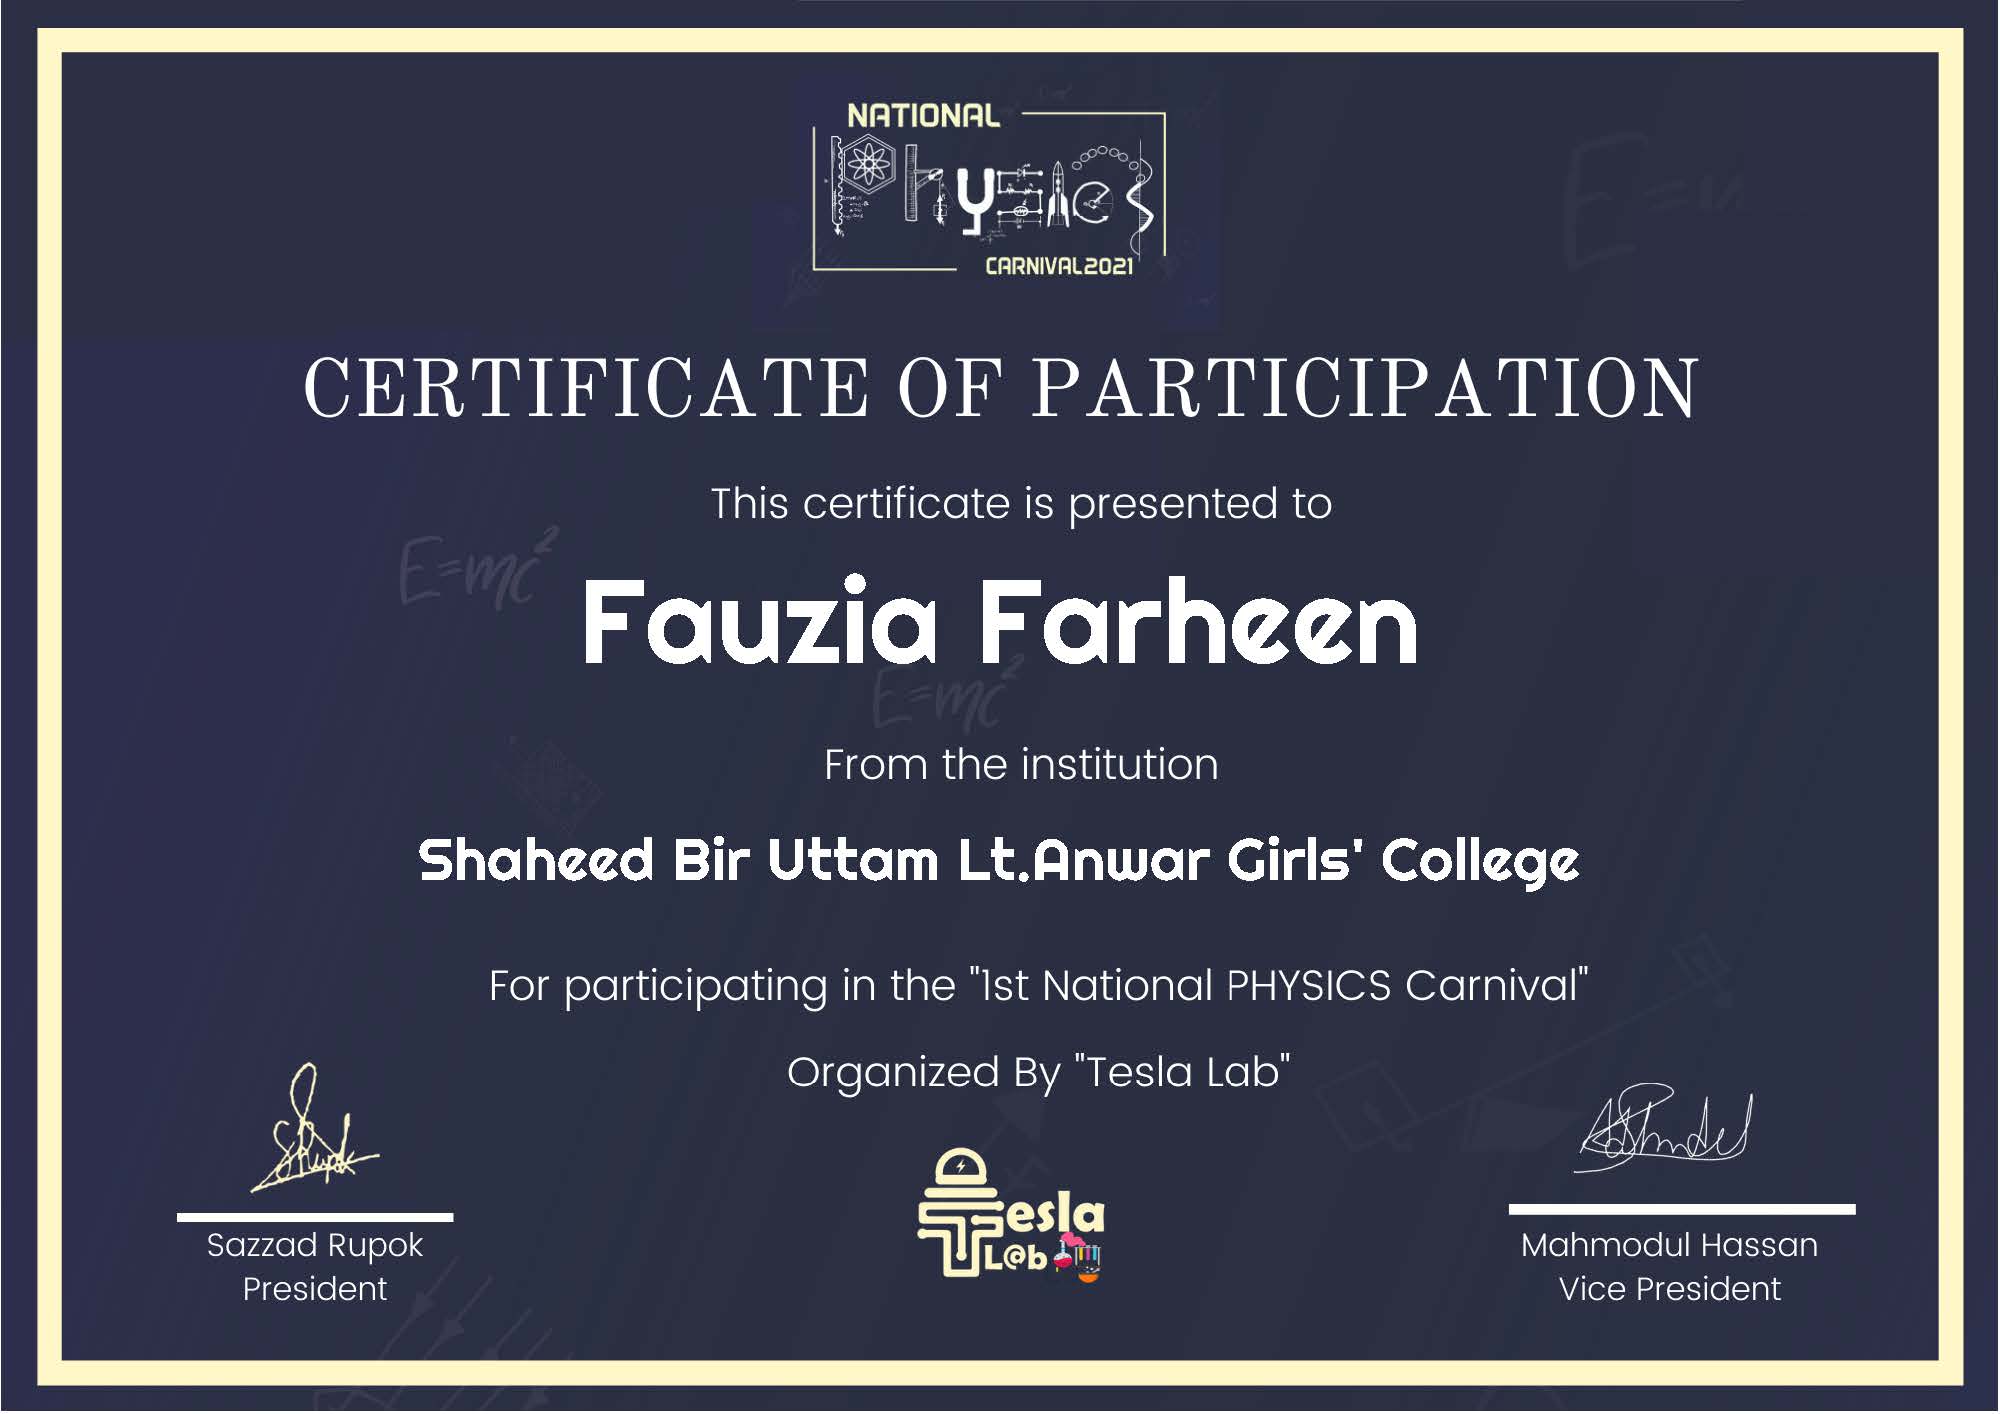 NATIONAL
PHYSICS
CARNIVAL2021
CERTIFICATE OF PARTICIPATION
This certificate is presented to
E=mc²
Fauzia Farheen
E=mc²
From the institution
Shaheed Bir Uttam Lt.Anwar Girls' College
For participating in the "1st National PHYSICS Carnival"
Organized By "Tesla Lab"
Tesla
L@b
Sazzad Rupok
President
Mahmodul Hassan
Vice President